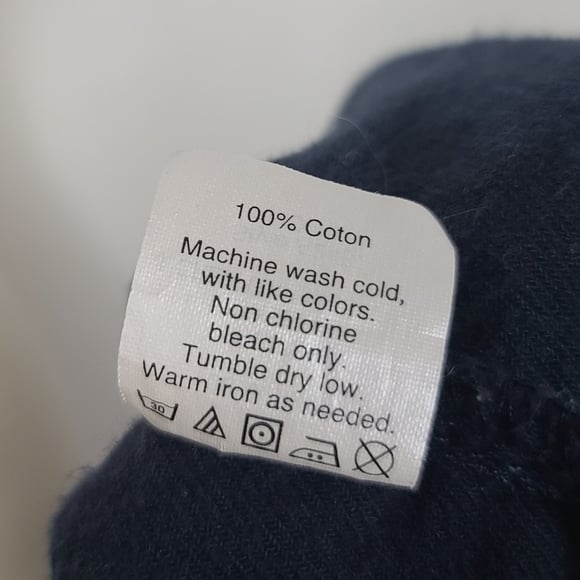 100% Coton
Machine wash cold,
with like colors.
Non chlorine
bleach only.
Tumble dry low.
Warm iron as needed.
30